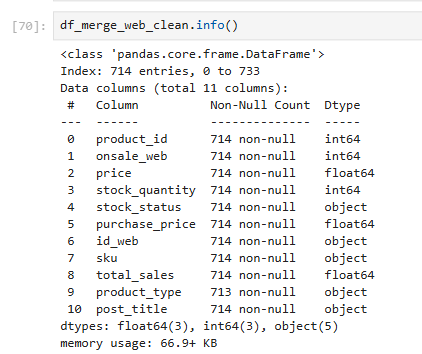 [70]: df_merge_web_clean.info()
<class 'pandas.core.frame.DataFrame'>
Index: 714 entries, 0 to 733
Data columns (total 11 columns):
 #   Column          Non-Null Count  Dtype
---  ------          --------------  -----
 0   product_id      714 non-null    int64
 1   onsale_web      714 non-null    int64
 2   price           714 non-null    float64
 3   stock_quantity  714 non-null    int64
 4   stock_status    714 non-null    object
 5   purchase_price  714 non-null    float64
 6   id_web          714 non-null    object
 7   sku             714 non-null    object
 8   total_sales     714 non-null    float64
 9   product_type    713 non-null    object
 10  post_title      714 non-null    object
dtypes: float64(3), int64(3), object(5)
memory usage: 66.9+ KB